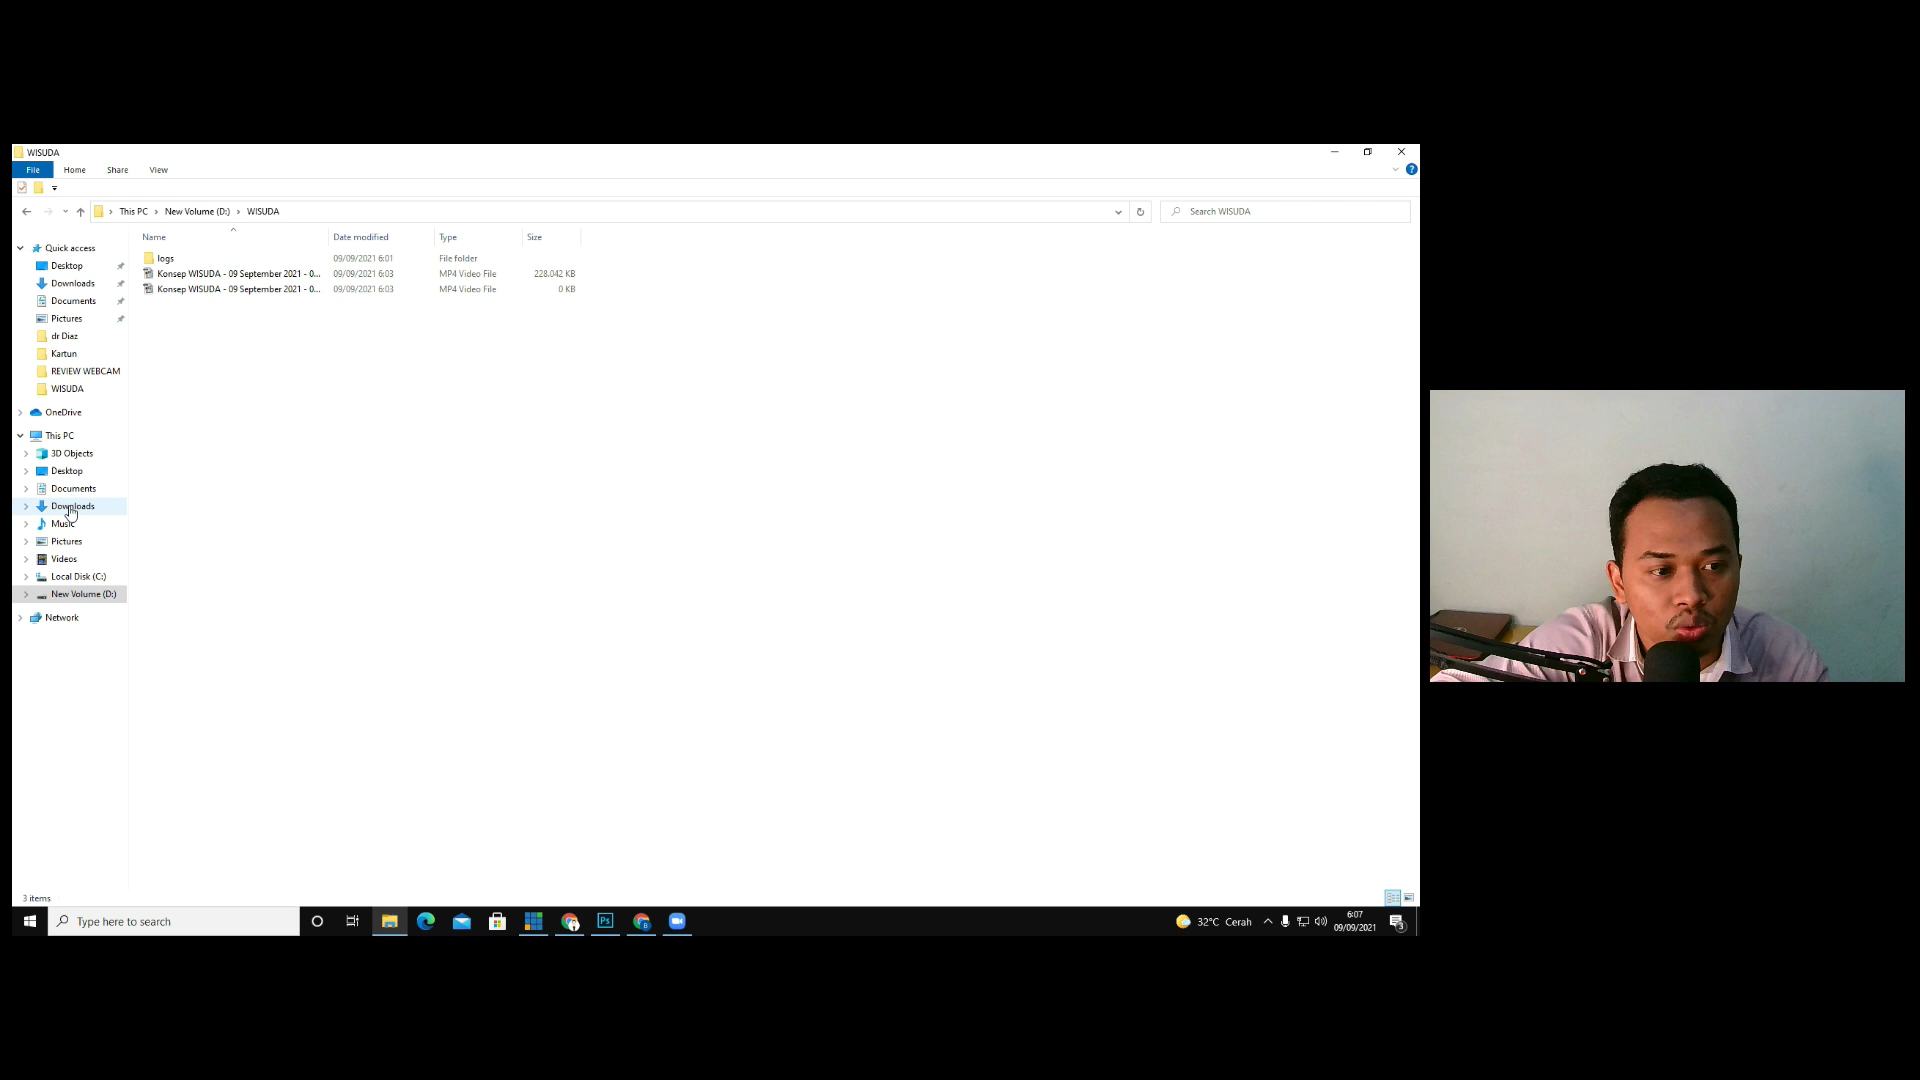 WISUDA
File Home Share View
This PC > New Volume (D:) > WISUDA
Search WISUDA
Name Date modified Type Size
logs 09/09/2021 6:01 File folder
Konsep WISUDA - 09 September 2021 - 0... 09/09/2021 6:03 MP4 Video File 228.042 KB
Konsep WISUDA - 09 September 2021 - 0... 09/09/2021 6:03 MP4 Video File 0 KB
Quick access
Desktop
Downloads
Documents
Pictures
dr Diaz
Kartun
REVIEW WEBCAM
WISUDA
OneDrive
This PC
3D Objects
Desktop
Documents
Downloads
Music
Pictures
Videos
Local Disk (C:)
New Volume (D:)
Network
3 items
Type here to search
Ps
B
32°C Cerah
6:07
09/09/2021
3